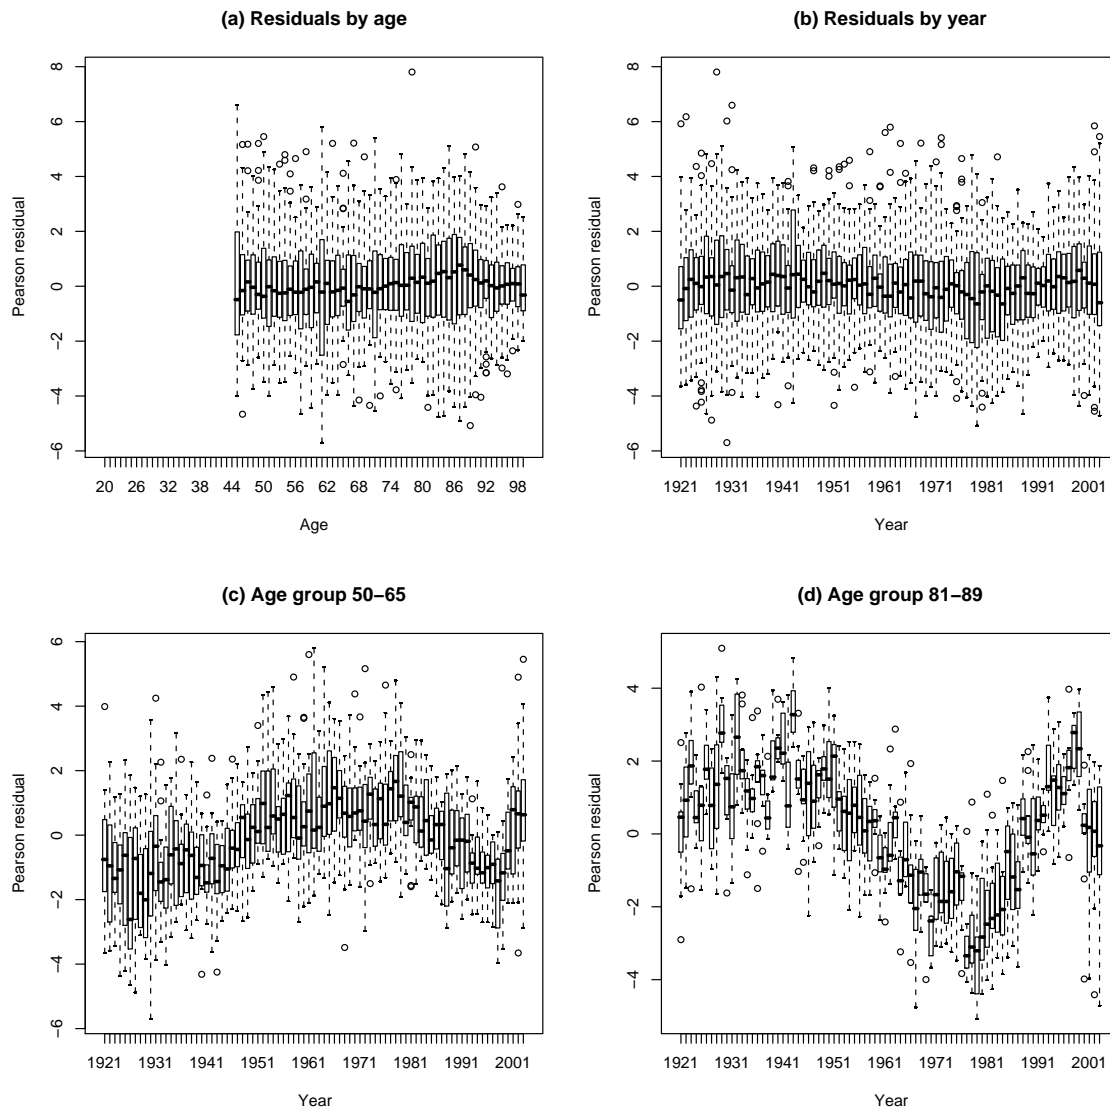 (a) Residuals by age
Pearson residual
8
6
4
2
0
−2
−4
−6
20 26 32 38 44 50 56 62 68 74 80 86 92 98
Age
(b) Residuals by year
Pearson residual
8
6
4
2
0
−2
−4
−6
1921 1931 1941 1951 1961 1971 1981 1991 2001
Year
(c) Age group 50−65
Pearson residual
6
4
2
0
−2
−4
−6
1921 1931 1941 1951 1961 1971 1981 1991 2001
Year
(d) Age group 81−89
Pearson residual
4
2
0
−2
−4
1921 1931 1941 1951 1961 1971 1981 1991 2001
Year